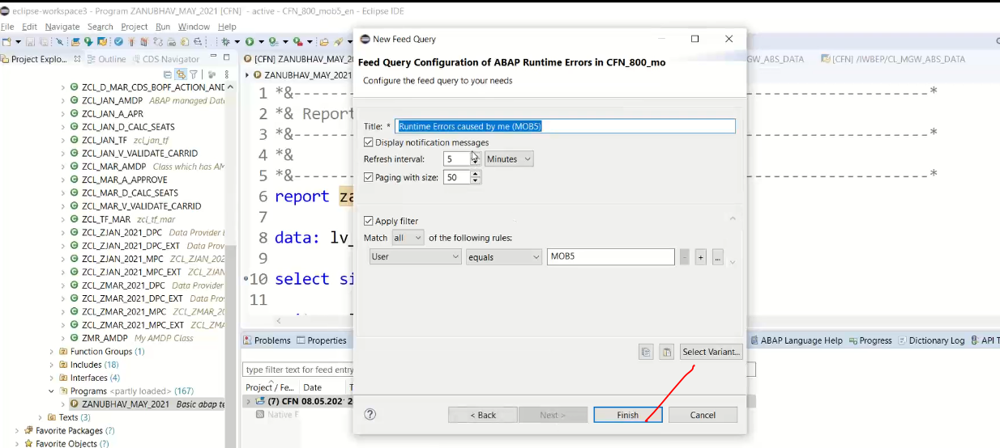 eclipse-workspace3 - Program ZANUBHAV_MAY_2021 [CFN] - active - CFN_800_mob5_en - Eclipse IDE
File Edit Navigate Search Project Run Window Help
Project Explo... Outline CDS Navigator
ZCL_D_MAR_CDS_BOPF_ACTION_AND
ZCL_JAN_AMDP ABAP managed Data
ZCL_JAN_A_APR
ZCL_JAN_D_CALC_SEATS
ZCL_JAN_TF zcl_jan_tf
ZCL_JAN_V_VALIDATE_CARRID
ZCL_MAR_AMDP Class which has AM
ZCL_MAR_A_APPROVE
ZCL_MAR_D_CALC_SEATS
ZCL_MAR_V_VALIDATE_CARRID
ZCL_TF_MAR zcl_tf_mar
ZCL_ZJAN_2021_DPC Data Provider
ZCL_ZJAN_2021_DPC_EXT Data Prov
ZCL_ZJAN_2021_MPC ZCL_ZJAN_202
ZCL_ZJAN_2021_MPC_EXT ZCL_ZJAN
ZCL_ZMAR_2021_DPC Data Provider
ZCL_ZMAR_2021_DPC_EXT Data Pro
ZCL_ZMAR_2021_MPC ZCL_ZMAR_20
ZCL_ZMAR_2021_MPC_EXT ZCL_ZMA
ZMR_AMDP My AMDP Class
Function Groups (1)
Includes (18)
Interfaces (4)
Programs <partly loaded> (167)
ZANUBHAV_MAY_2021 Basic abap te
Texts (3)
Favorite Packages (?)
Favorite Objects (?)
[CFN] ZANUBHAV_MAY_2
GW_ABS_DATA [CFN] /IWBEP/CL_MGW_ABS_DATA
ZANUBHAV_MAY_2021
1 *&---------------------------------------------------------------------*
2 *& Report
3 *&---------------------------------------------------------------------*
4 *&
5 *&---------------------------------------------------------------------*
6 report za
7
8 data: lv_
9
10 select si
11
New Feed Query
Feed Query Configuration of ABAP Runtime Errors in CFN_800_mo
Configure the feed query to your needs
Title: * Runtime Errors caused by me (MOB5)
Display notification messages
Refresh interval: 5 Minutes
Paging with size: 50
Apply filter
Match all of the following rules:
User equals MOB5 - + ...
Select Variant...
? < Back Next > Finish Cancel
Problems Properties
ABAP Language Help Progress Dictionary Log API T
type filter text for feed entry
Project / Fe... Date T
(7) CFN 08.05.202 2
Native F